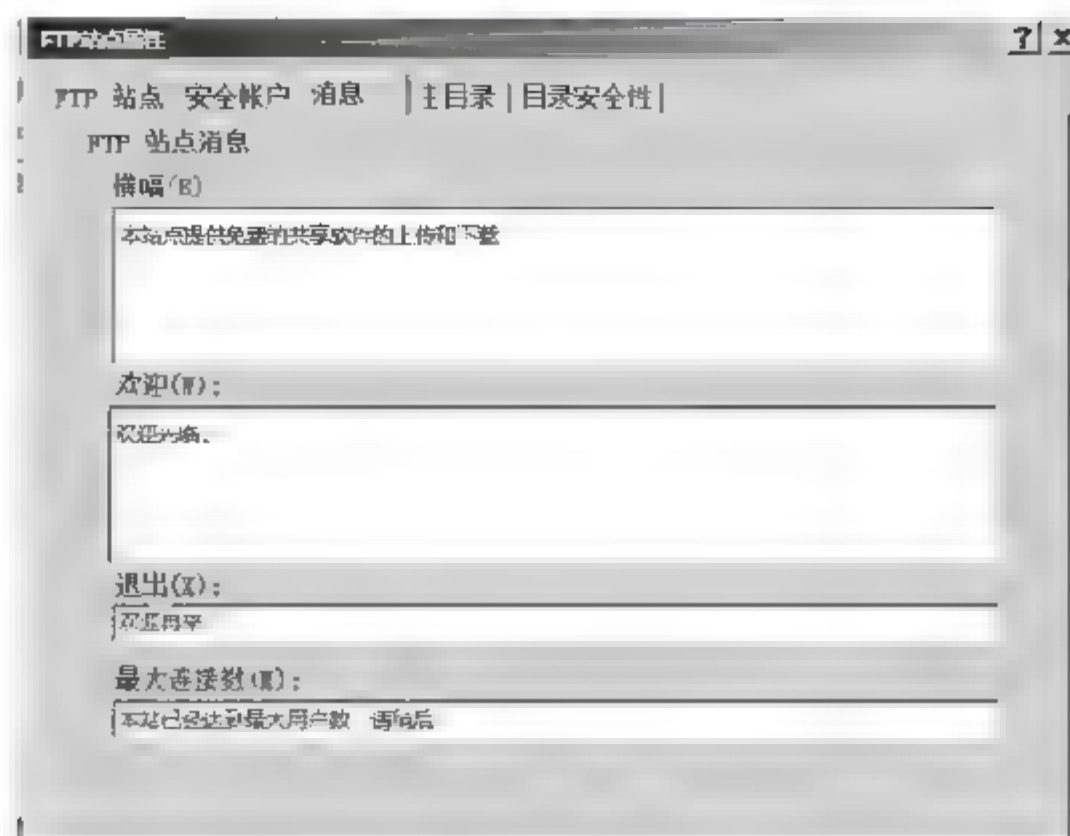 FTP站点属性
FTP 站点 安全帐户 消息 主目录 目录安全性
FTP 站点消息
横幅(B)
本站点提供免费的共享软件的上传和下载
欢迎(W):
欢迎光临。
退出(X):
欢迎再来
最大连接数(M):
本站已经达到最大用户数 请稍后